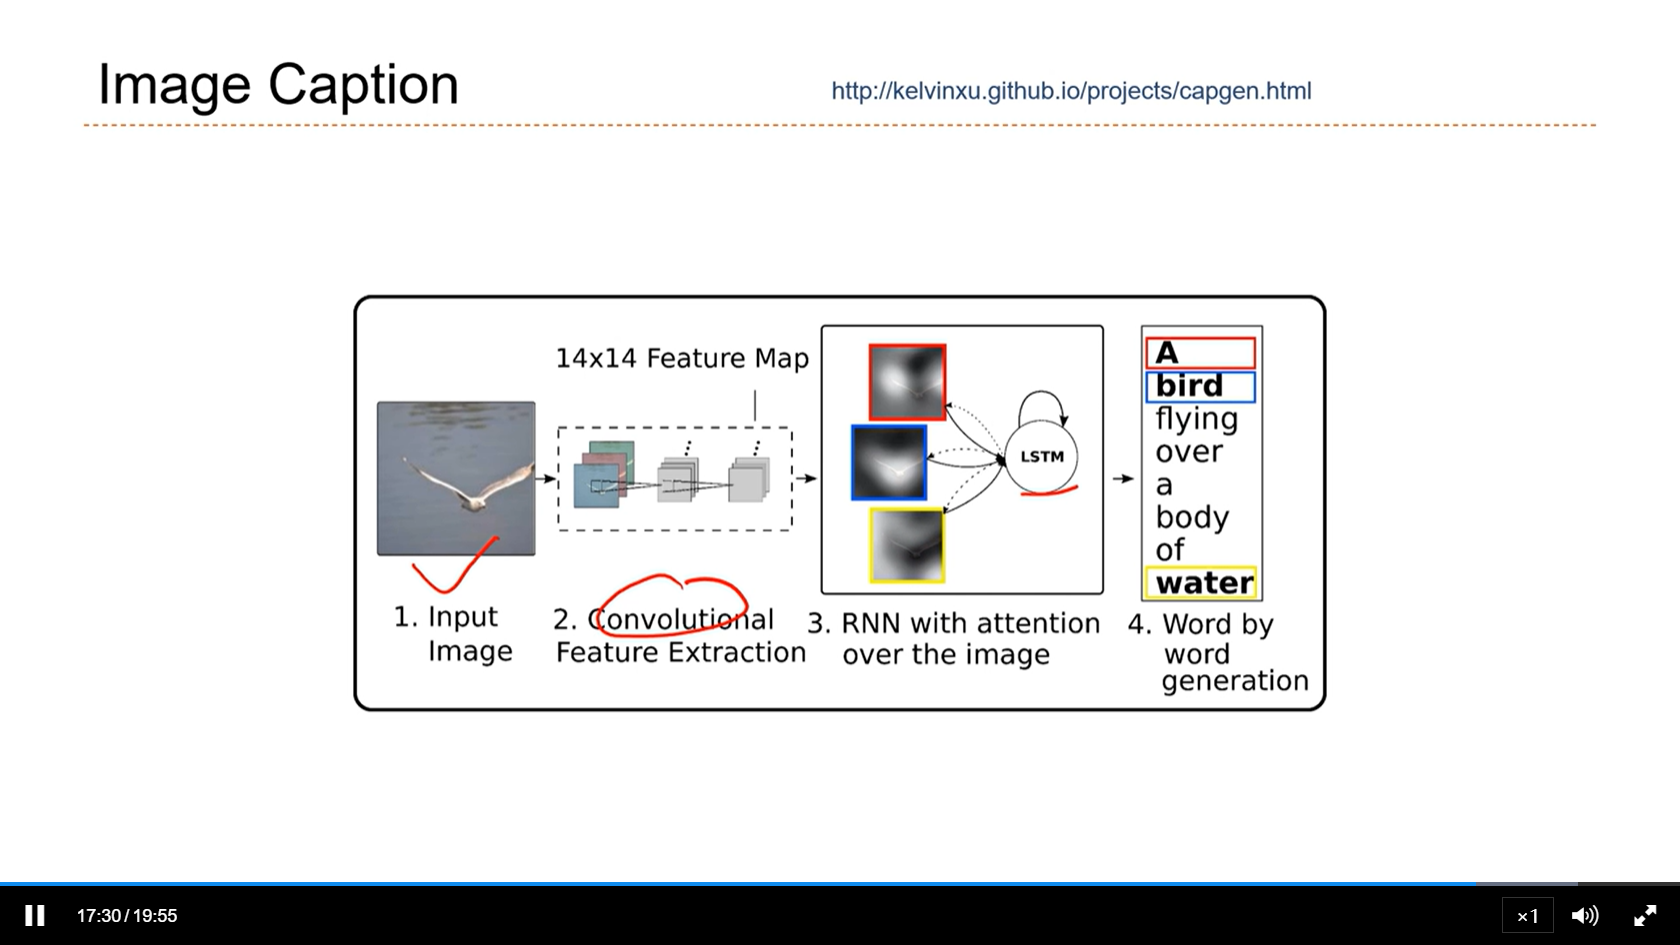 Image Caption
http://kelvinxu.github.io/projects/capgen.html
14x14 Feature Map
LSTM
A
bird
flying
over
a
body
of
water
1. Input
Image
2. Convolutional
Feature Extraction
3. RNN with attention
over the image
4. Word by
word
generation
17:30/19:55
×1